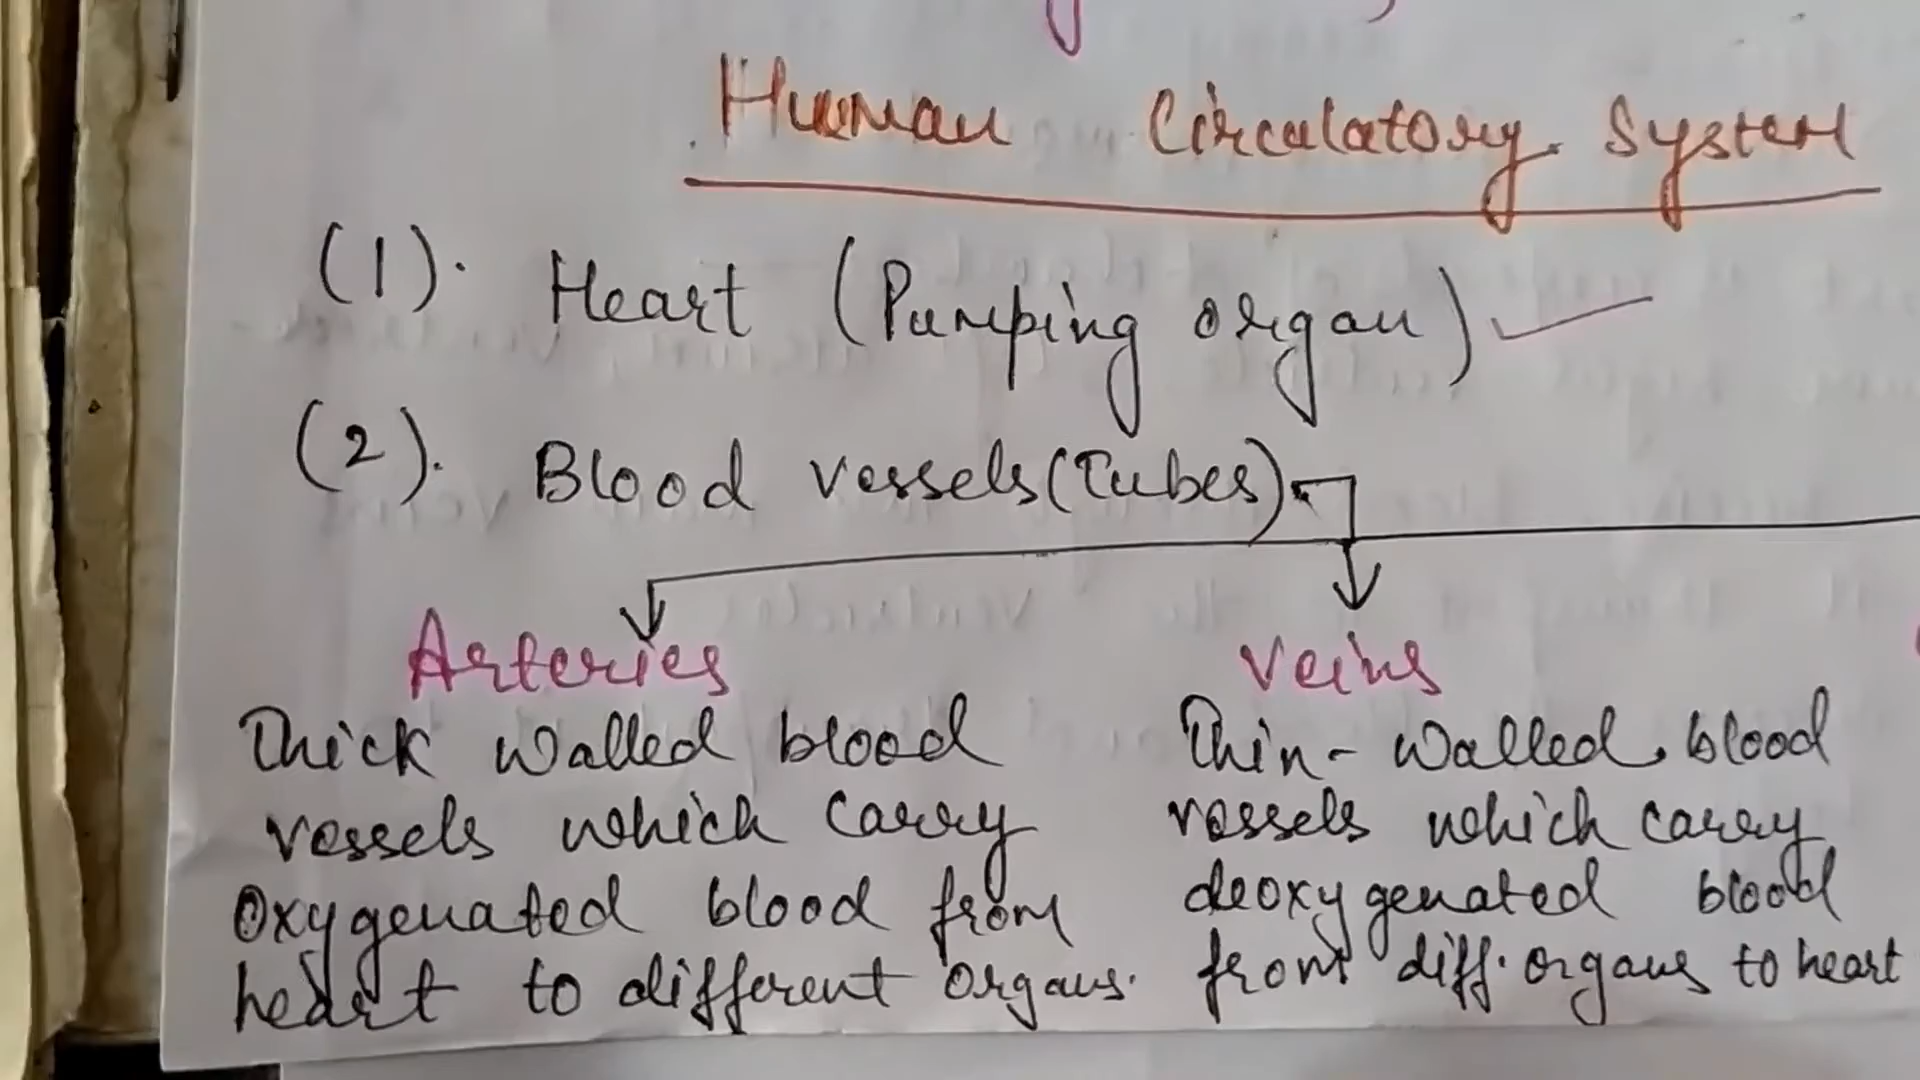 Human Circulatory System
(1). Heart (Pumping organ)
(2). Blood vessels (Tubes)
Arteries
Thick walled blood
vessels which carry
Oxygenated blood from
heart to different organs.
Veins
Thin-walled blood
vessels which carry
deoxygenated blood
from diff. organs to heart